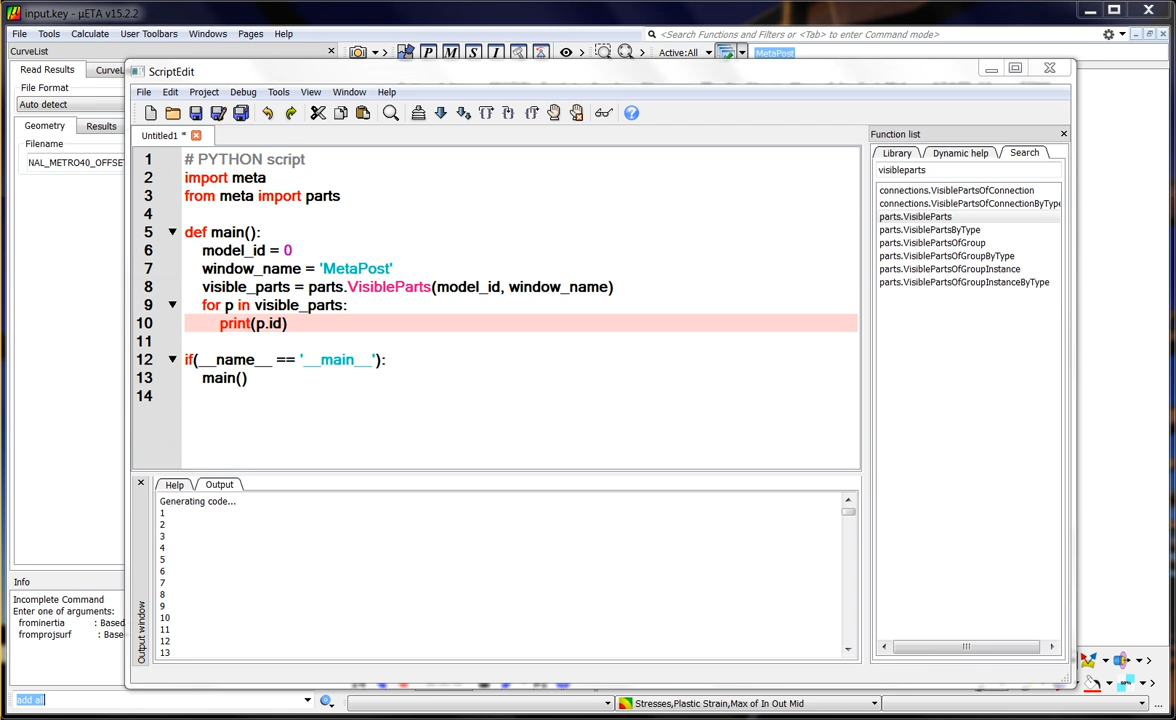 input.key - µETA v15.2.2
File Tools Calculate User Toolbars Windows Pages Help
<Search Functions and Filters / or <Tab> to enter Command mode>
CurveList
P M S I
Active:All
MetaPost
Read Results
File Format
Auto detect
Geometry Results
Filename
NAL_METRO40_OFFSET
Info
Incomplete Command
Enter one of arguments:
frominertia : Based
fromprojsurf : Base
add al
ScriptEdit
File Edit Project Debug Tools View Window Help
Untitled1 *
1 # PYTHON script
2 import meta
3 from meta import parts
4
5 def main():
6 model_id = 0
7 window_name = 'MetaPost'
8 visible_parts = parts.VisibleParts(model_id, window_name)
9 for p in visible_parts:
10 print(p.id)
11
12 if(__name__ == '__main__'):
13 main()
14
Function list
Library Dynamic help Search
visibleparts
connections.VisiblePartsOfConnection
connections.VisiblePartsOfConnectionByType
parts.VisibleParts
parts.VisiblePartsByType
parts.VisiblePartsOfGroup
parts.VisiblePartsOfGroupByType
parts.VisiblePartsOfGroupInstance
parts.VisiblePartsOfGroupInstanceByType
Output window
Help Output
Generating code...
1
2
3
4
5
6
7
8
9
10
11
12
13
Stresses,Plastic Strain,Max of In Out Mid